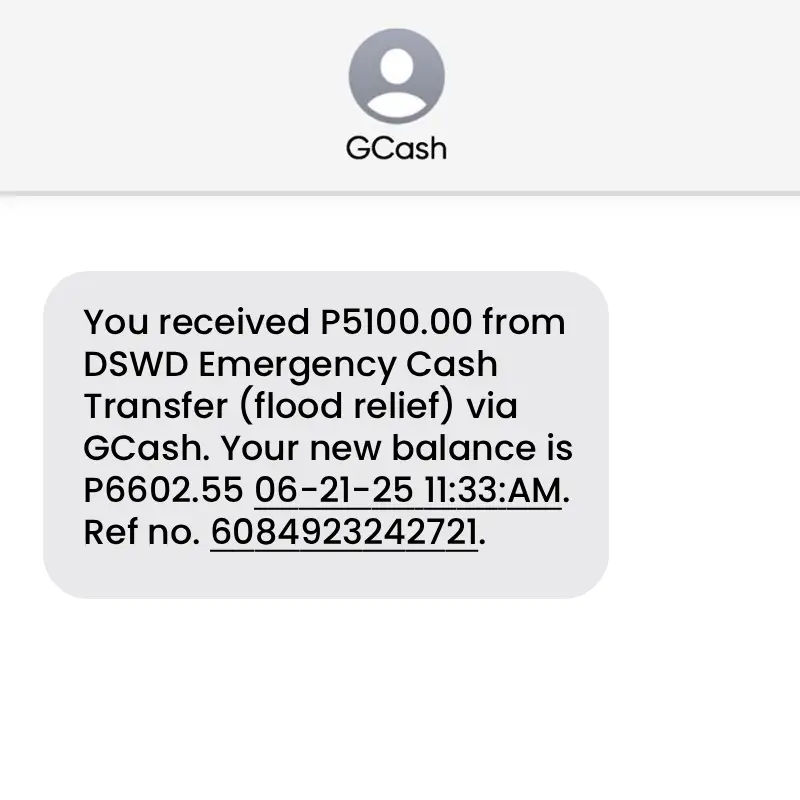 GCash
You received P5100.00 from
DSWD Emergency Cash
Transfer (flood relief) via
GCash. Your new balance is
P6602.55 06-21-25 11:33:AM.
Ref no. 6084923242721.